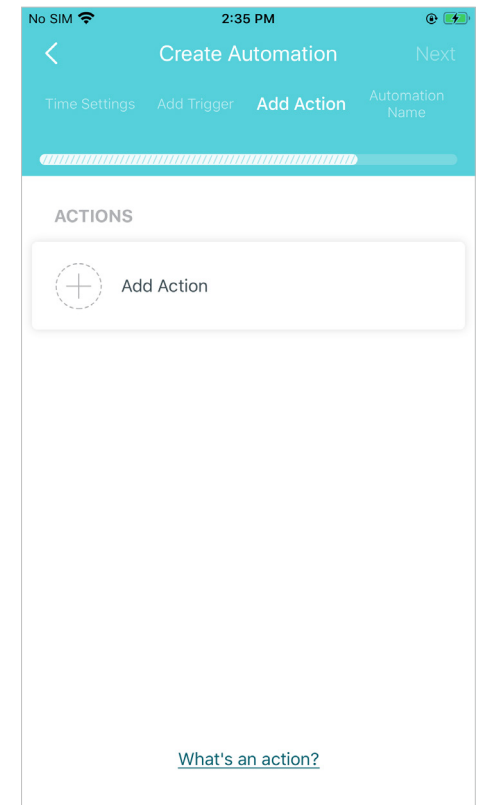 No SIM 2:35 PM
Create Automation Next
Time Settings Add Trigger Add Action Automation
Name
ACTIONS
Add Action
What's an action?